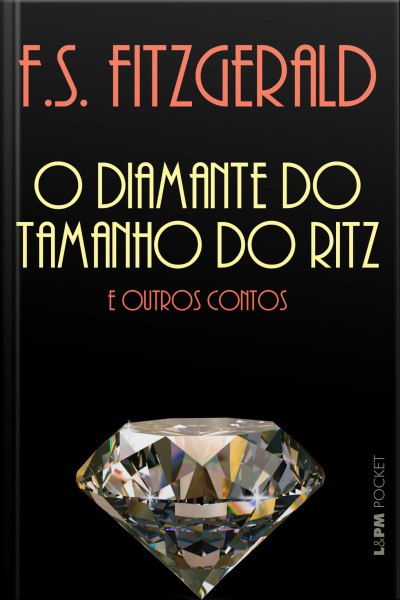 F.S. FITZGERALD
O DIAMANTE DO
TAMANHO DO RITZ
E OUTROS CONTOS
L&PM POCKET